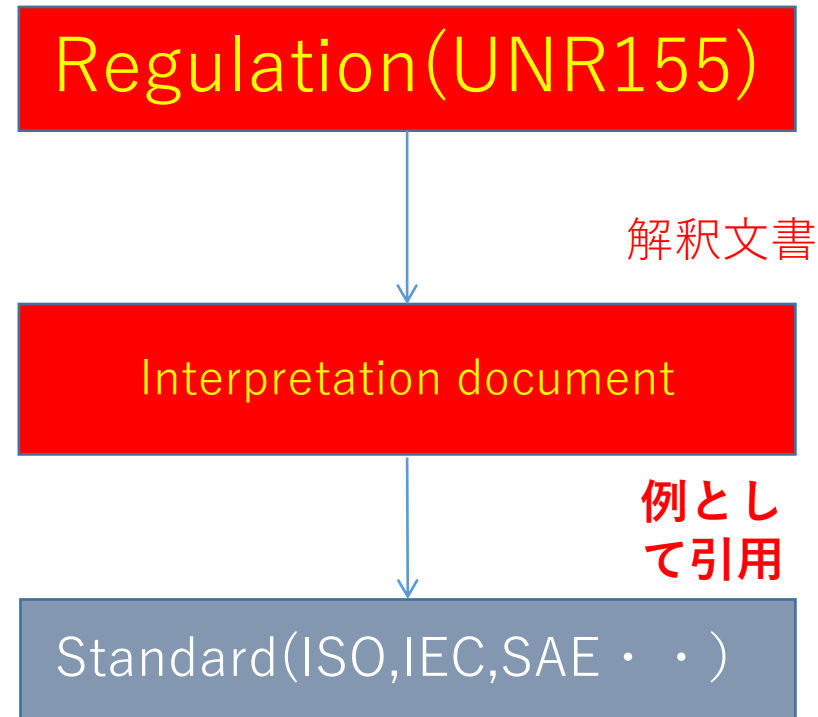 Regulation(UNR155)
解釈文書
Interpretation document
例とし
て引用
Standard(ISO,IEC,SAE・・)